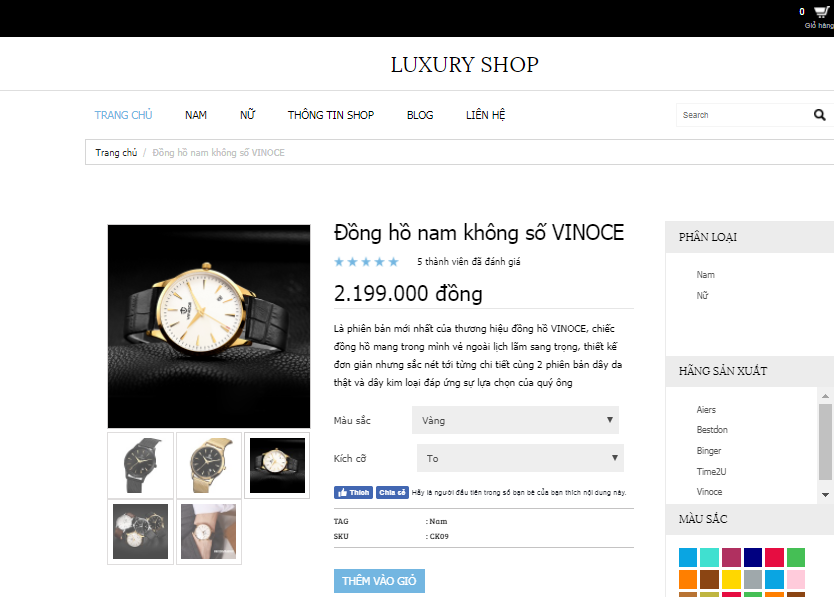 0
Giỏ hàng
LUXURY SHOP
TRANG CHỦ NAM NỮ THÔNG TIN SHOP BLOG LIÊN HỆ Search
Trang chủ / Đồng hồ nam không số VINOCE
Đồng hồ nam không số VINOCE
5 thành viên đã đánh giá
2.199.000 đồng
Là phiên bản mới nhất của thương hiệu đồng hồ VINOCE, chiếc
đồng hồ mang trong mình vẻ ngoài lịch lãm sang trọng, thiết kế
đơn giản nhưng sắc nét tới từng chi tiết cùng 2 phiên bản dây da
thật và dây kim loại đáp ứng sự lựa chọn của quý ông
Màu sắc Vàng
Kích cỡ To
Thích Chia sẻ Hãy là người đầu tiên trong số bạn bè của bạn thích nội dung này.
TAG : Nam
SKU : CK09
THÊM VÀO GIỎ
VINOCE
PHÂN LOẠI
Nam
Nữ
HÃNG SẢN XUẤT
Aiers
Bestdon
Binger
Time2U
Vinoce
MÀU SẮC